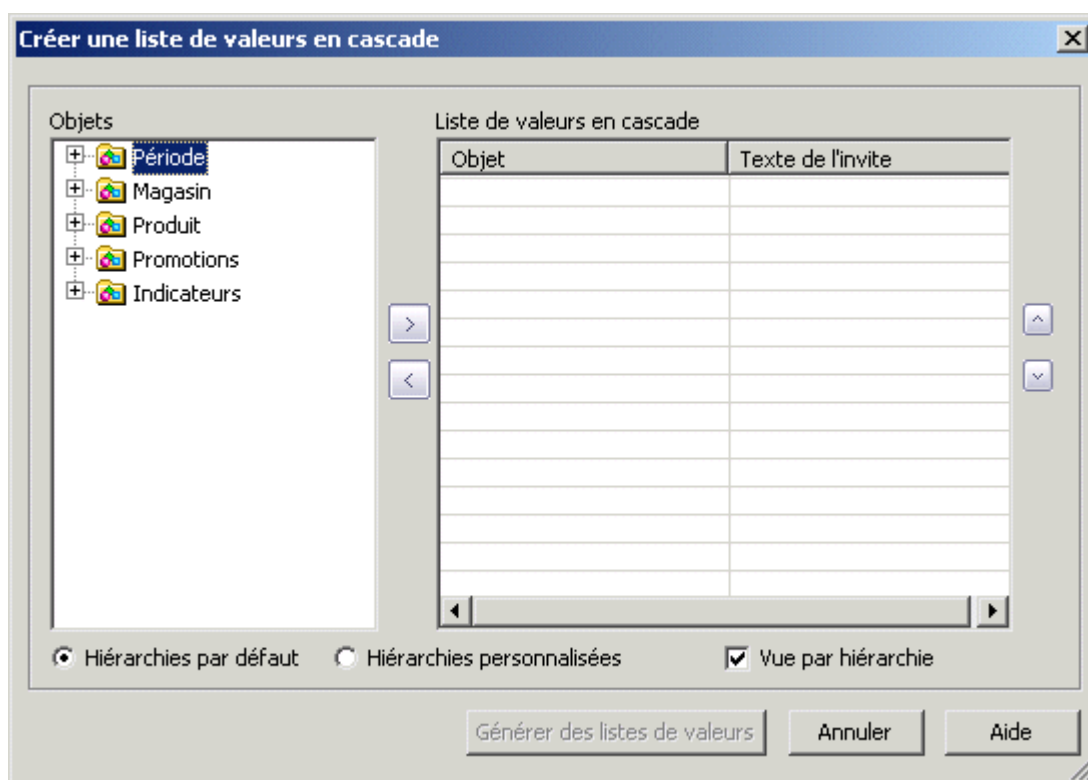 Créer une liste de valeurs en cascade
Objets
Liste de valeurs en cascade
Période
Magasin
Produit
Promotions
Indicateurs
Objet
Texte de l'invite
Hiérarchies par défaut
Hiérarchies personnalisées
Vue par hiérarchie
Générer des listes de valeurs
Annuler
Aide